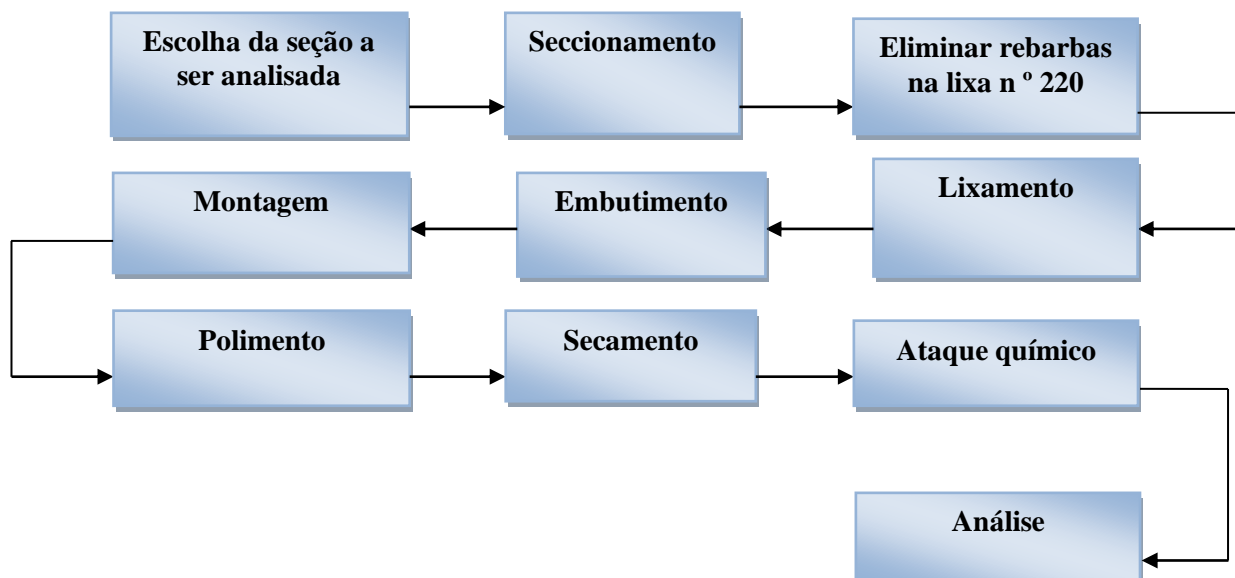 Escolha da seção a
ser analisada
Seccionamento
Eliminar rebarbas
na lixa n º 220
Lixamento
Embutimento
Montagem
Polimento
Secamento
Ataque químico
Análise